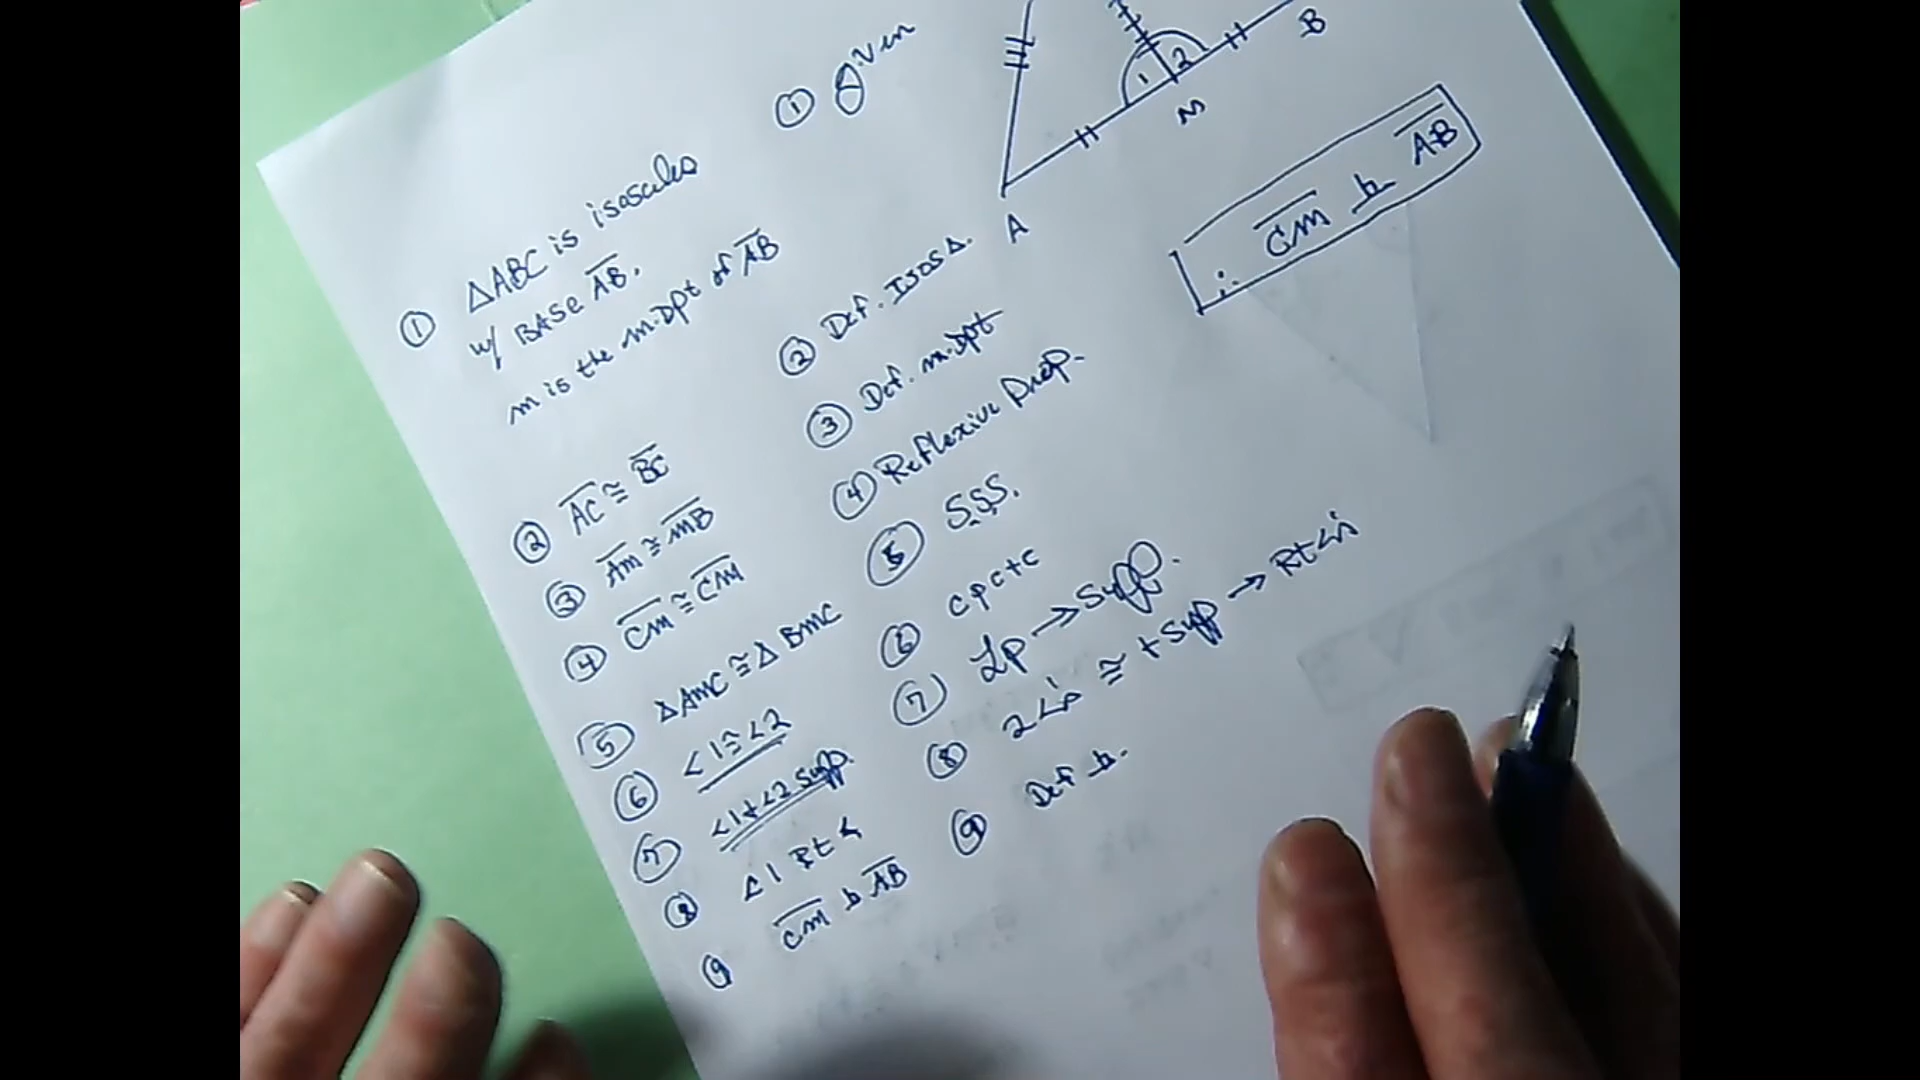 ① Given
① △ABC is isosceles
w/ BASE AB.
m is the midpt of AB
② AC ≅ BC
② Def. Isos △.
③ Am ≅ mB
③ Def. midpt
④ Cm ≅ CM
④ Reflexive Prop.
⑤ △AMC ≅ △BMC
⑤ S.S.S.
⑥ <1 ≅ <2
⑥ cpctc
⑦ <1 + <2 Supp.
⑦ LP → Supp.
⑧ <1 Rt <
⑧ 2 <'s ≅ + Supp → Rt <'s
⑨ CM ⊥ AB
⑨ Def ⊥.
1 2
A M B
∴ CM ⊥ AB